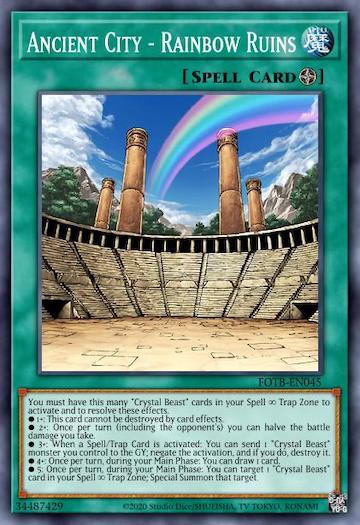 ANCIENT CITY - RAINBOW RUINS
魔
[SPELL CARD]
FOTB-EN045
You must have this many "Crystal Beast" cards in your Spell & Trap Zone to
activate and to resolve these effects.
● 1+: This card cannot be destroyed by card effects.
● 2+: Once per turn (including the opponent's) you can halve the battle
damage you take.
● 3+: When a Spell/Trap Card is activated: You can send 1 "Crystal Beast"
monster you control to the GY; negate the activation, and if you do, destroy it.
● 4+: Once per turn, during your Main Phase: You can draw 1 card.
● 5: Once per turn, during your Main Phase: You can target 1 "Crystal Beast"
card in your Spell & Trap Zone; Special Summon that target.
34487429
©2020 Studio Dice/SHUEISHA, TV TOKYO, KONAMI